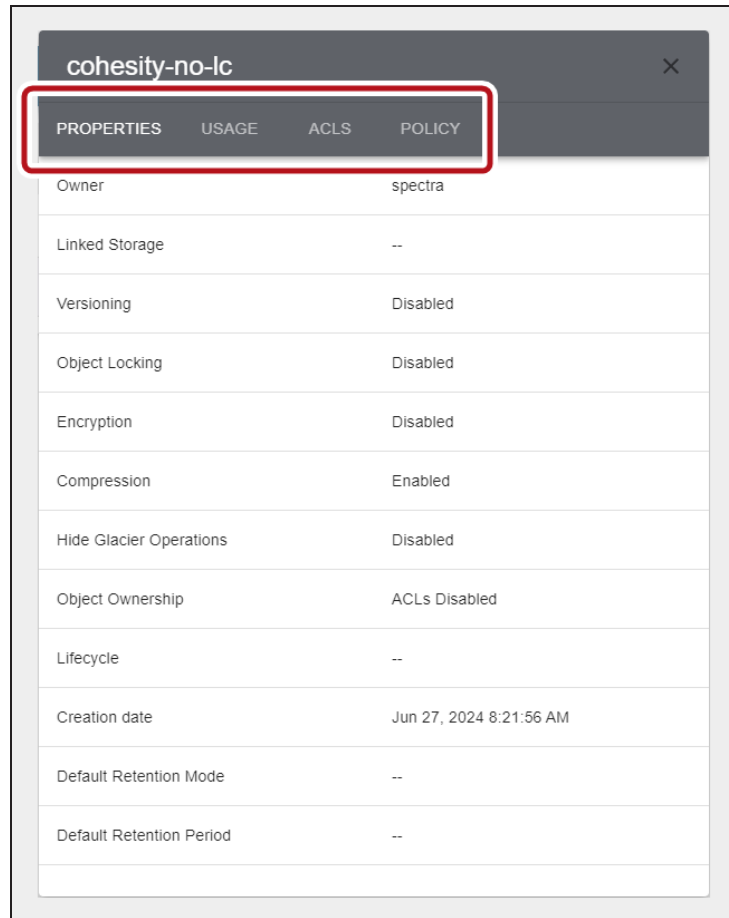 cohesity-no-lc
PROPERTIES USAGE ACLS POLICY
Owner spectra
Linked Storage --
Versioning Disabled
Object Locking Disabled
Encryption Disabled
Compression Enabled
Hide Glacier Operations Disabled
Object Ownership ACLs Disabled
Lifecycle --
Creation date Jun 27, 2024 8:21:56 AM
Default Retention Mode --
Default Retention Period --